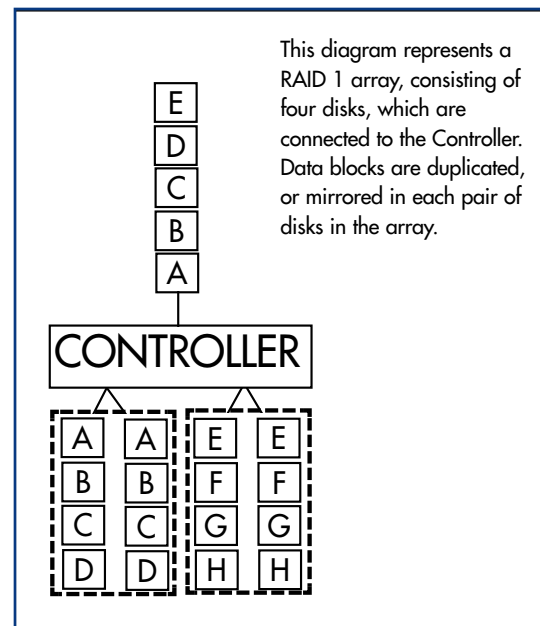 This diagram represents a
RAID 1 array, consisting of
four disks, which are
connected to the Controller.
Data blocks are duplicated,
or mirrored in each pair of
disks in the array.
E
D
C
B
A
CONTROLLER
A A E E
B B F F
C C G G
D D H H